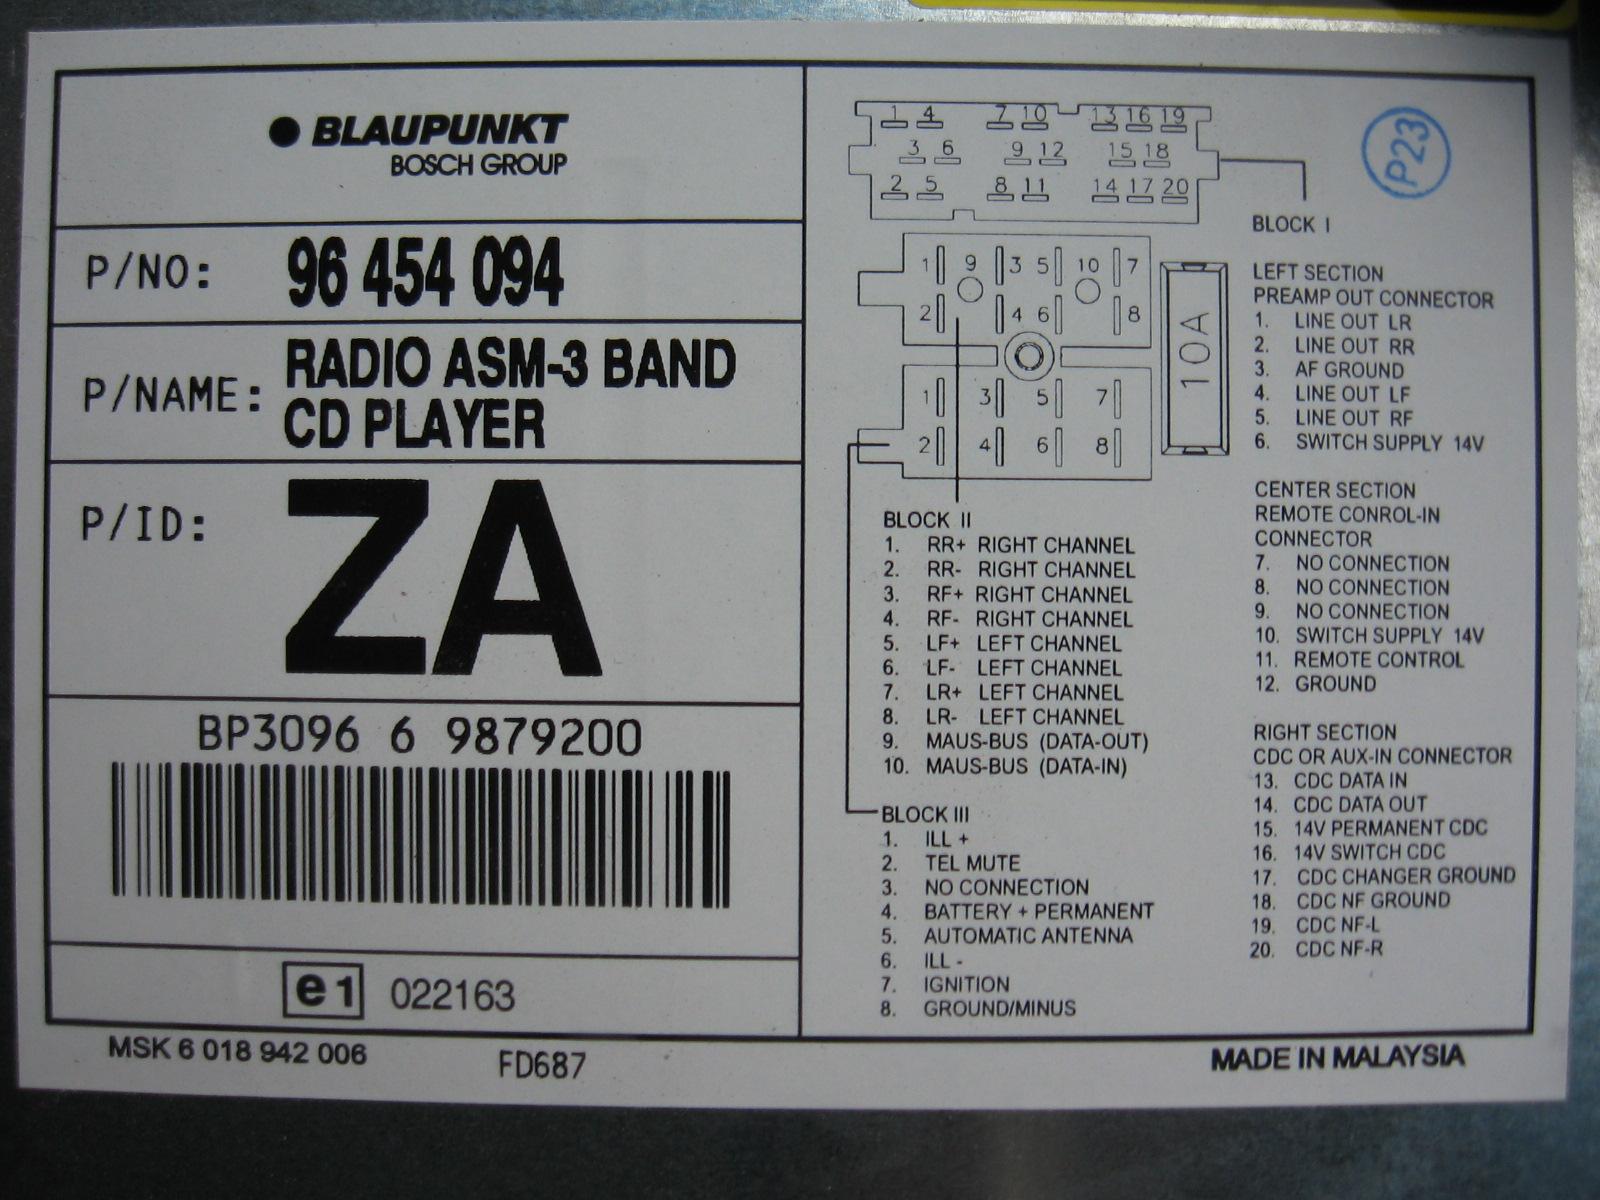 BLAUPUNKT
BOSCH GROUP
P/NO: 96 454 094
P/NAME: RADIO ASM-3 BAND
CD PLAYER
P/ID: ZA
BP3096 6 9879200
e1 022163
MSK 6 018 942 006
FD687
MADE IN MALAYSIA
1 4 7 10 13 16 19
3 6 9 12 15 18
2 5 8 11 14 17 20
P23
BLOCK I
1 9 3 5 10 7
2 4 6 8
10A
1 3 5 7
2 4 6 8
BLOCK II
1. RR+ RIGHT CHANNEL
2. RR- RIGHT CHANNEL
3. RF+ RIGHT CHANNEL
4. RF- RIGHT CHANNEL
5. LF+ LEFT CHANNEL
6. LF- LEFT CHANNEL
7. LR+ LEFT CHANNEL
8. LR- LEFT CHANNEL
9. MAUS-BUS (DATA-OUT)
10. MAUS-BUS (DATA-IN)
BLOCK III
1. ILL +
2. TEL MUTE
3. NO CONNECTION
4. BATTERY + PERMANENT
5. AUTOMATIC ANTENNA
6. ILL -
7. IGNITION
8. GROUND/MINUS
LEFT SECTION
PREAMP OUT CONNECTOR
1. LINE OUT LR
2. LINE OUT RR
3. AF GROUND
4. LINE OUT LF
5. LINE OUT RF
6. SWITCH SUPPLY 14V
CENTER SECTION
REMOTE CONROL-IN
CONNECTOR
7. NO CONNECTION
8. NO CONNECTION
9. NO CONNECTION
10. SWITCH SUPPLY 14V
11. REMOTE CONTROL
12. GROUND
RIGHT SECTION
CDC OR AUX-IN CONNECTOR
13. CDC DATA IN
14. CDC DATA OUT
15. 14V PERMANENT CDC
16. 14V SWITCH CDC
17. CDC CHANGER GROUND
18. CDC NF GROUND
19. CDC NF-L
20. CDC NF-R